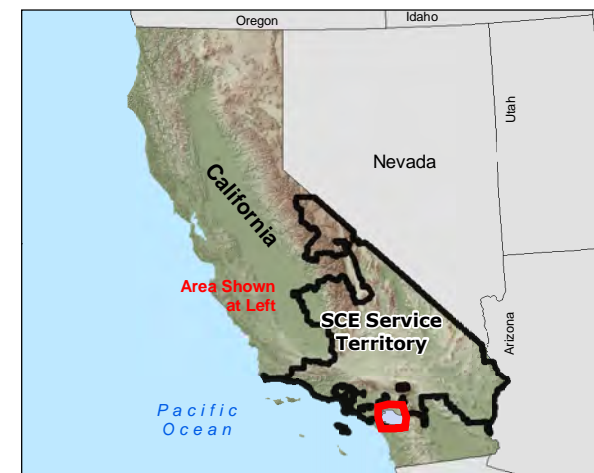 Oregon
Idaho
Utah
Nevada
California
Area Shown
at Left
SCE Service
Territory
Arizona
Pacific
Ocean